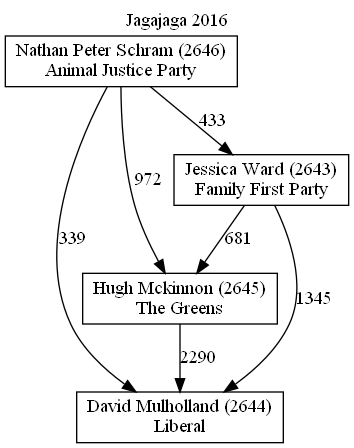 Jagajaga 2016
Nathan Peter Schram (2646)
Animal Justice Party
433
Jessica Ward (2643)
Family First Party
972
339
681
Hugh Mckinnon (2645)
The Greens
1345
2290
David Mulholland (2644)
Liberal